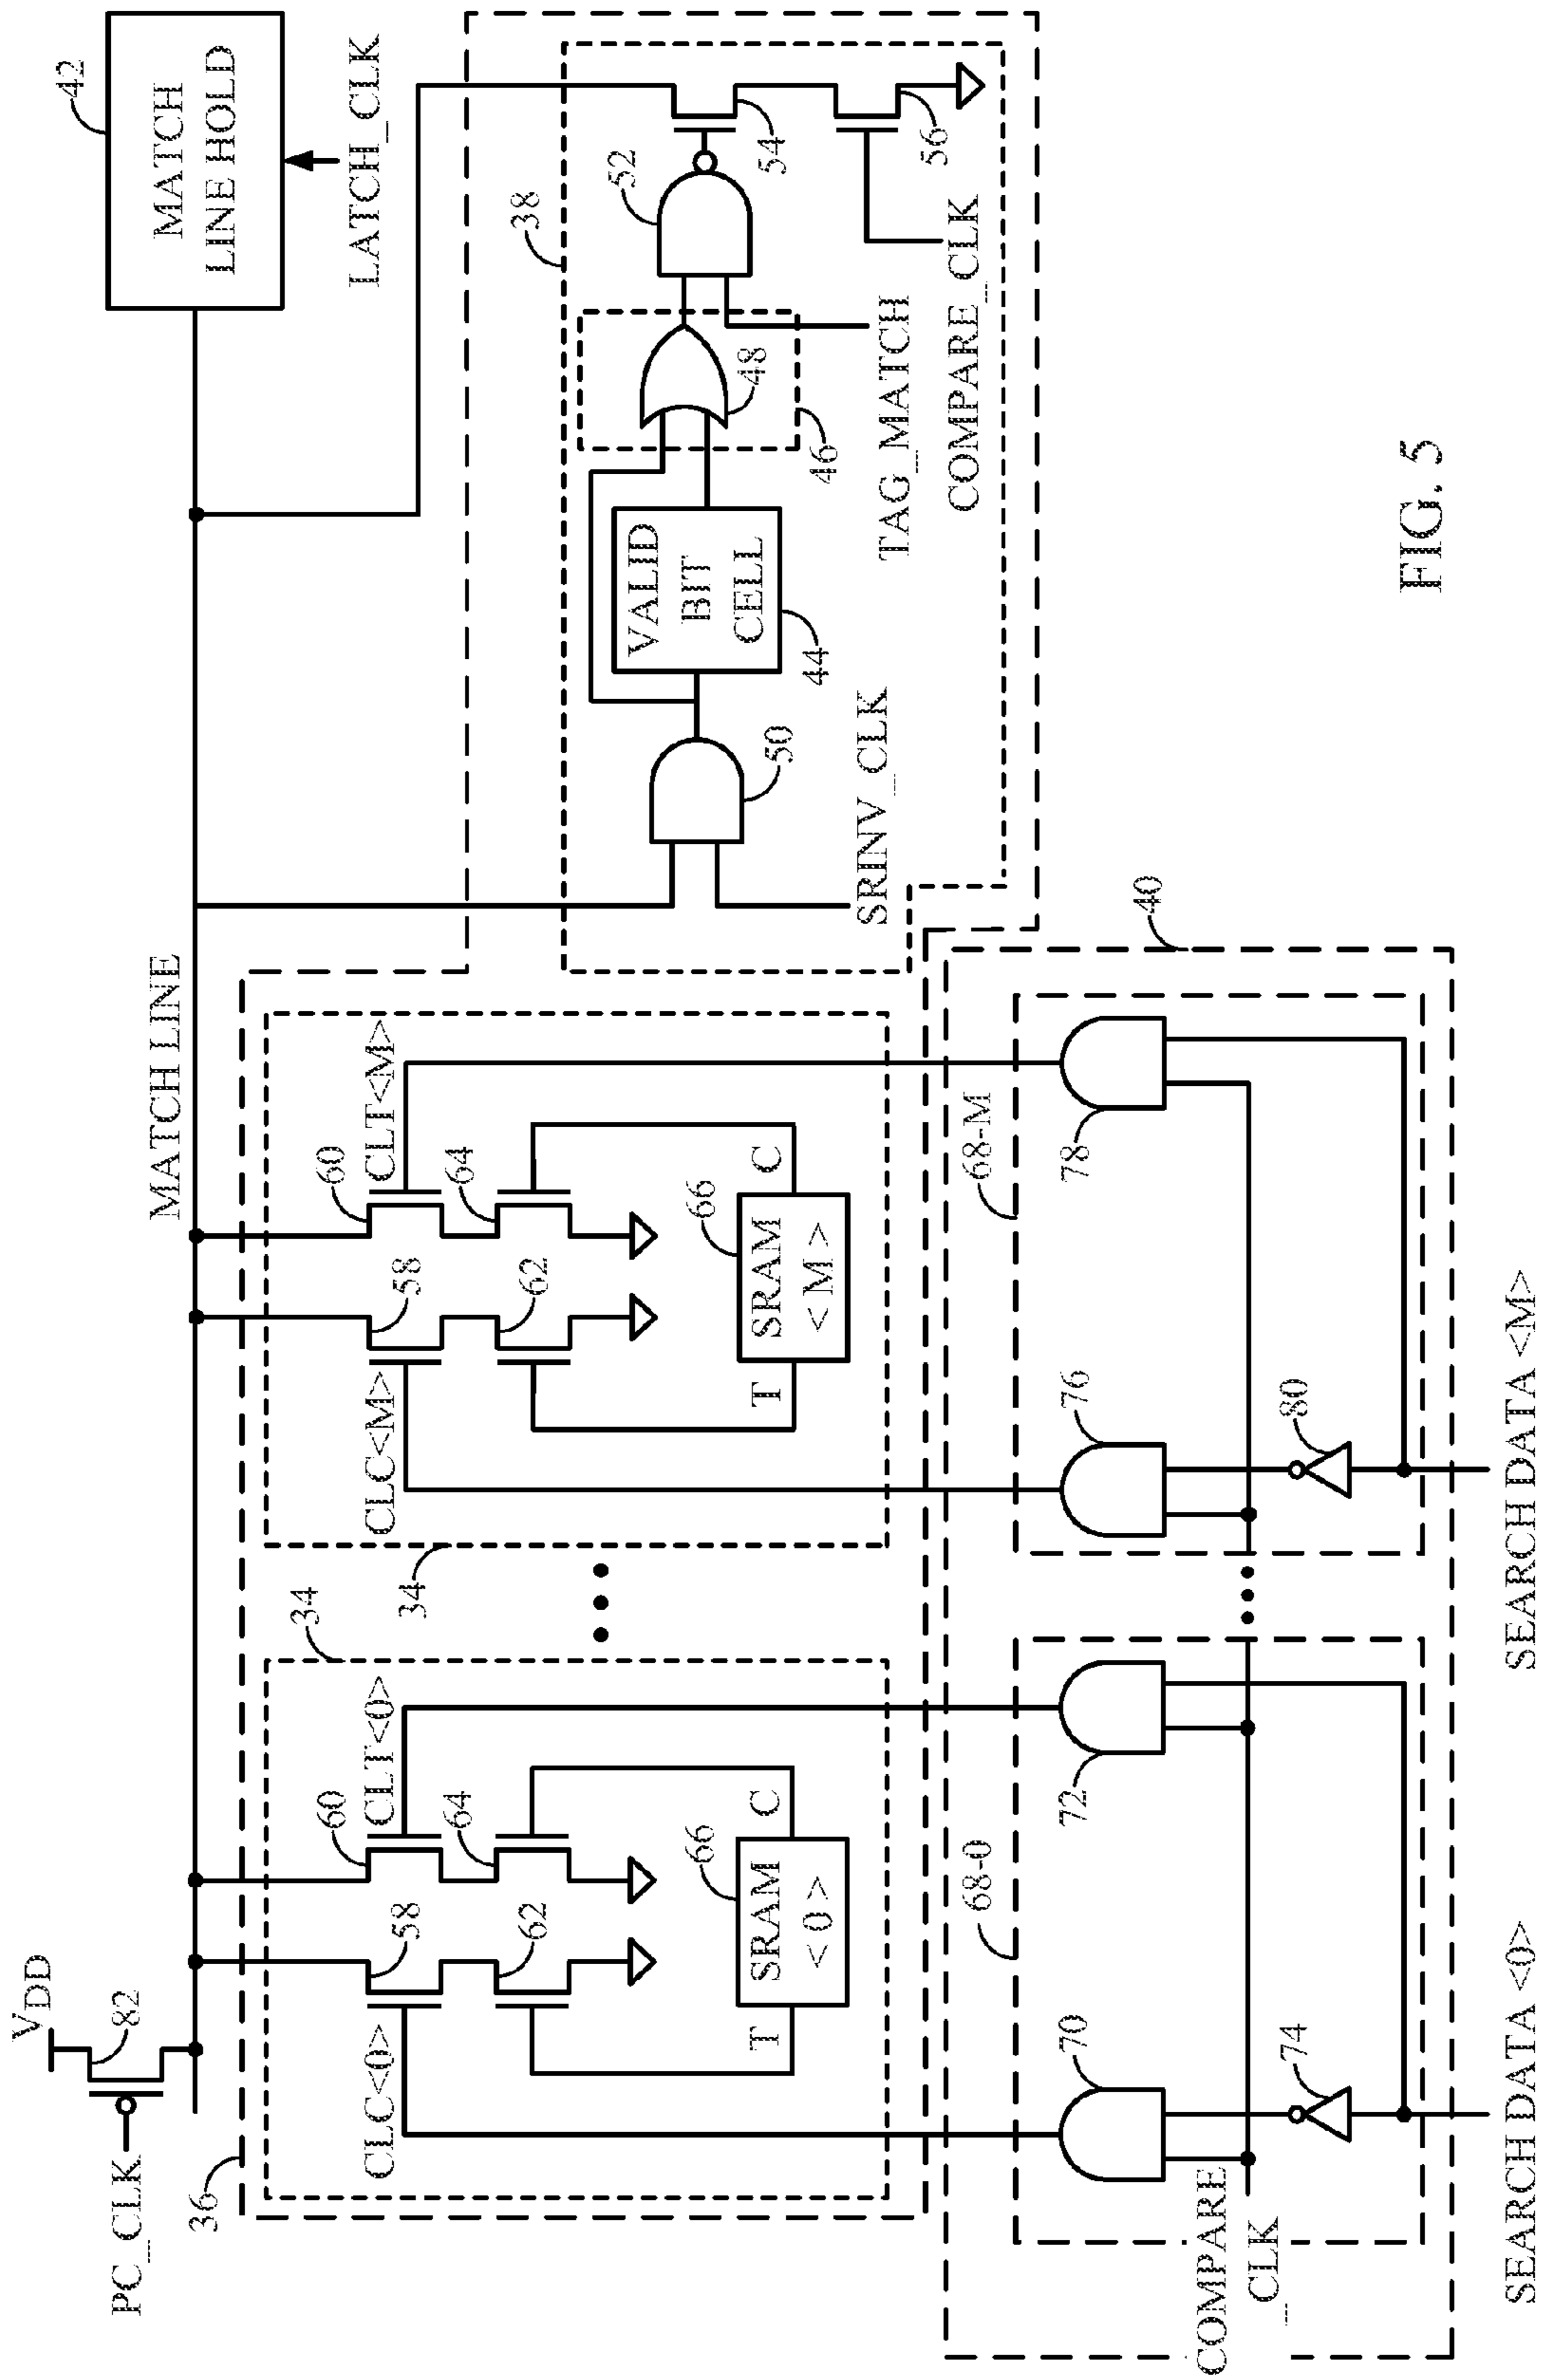 V_DD
PC_CLK
82
MATCH LINE
MATCH
LINE HOLD
42
LATCH_CLK
36
34
34
CLC<0>
58
60
CLT<0>
62
64
T
SRAM
<0>
66
C
CLC<M>
58
60
CLT<M>
62
64
T
SRAM
<M>
66
C
38
50
SRINV_CLK
VALID
BIT
CELL
44
46
48
52
TAG_MATCH
54
56
COMPARE_CLK
40
68-0
70
72
74
COMPARE
_CLK
68-M
76
78
80
SEARCH DATA <0>
SEARCH DATA <M>
FIG. 5